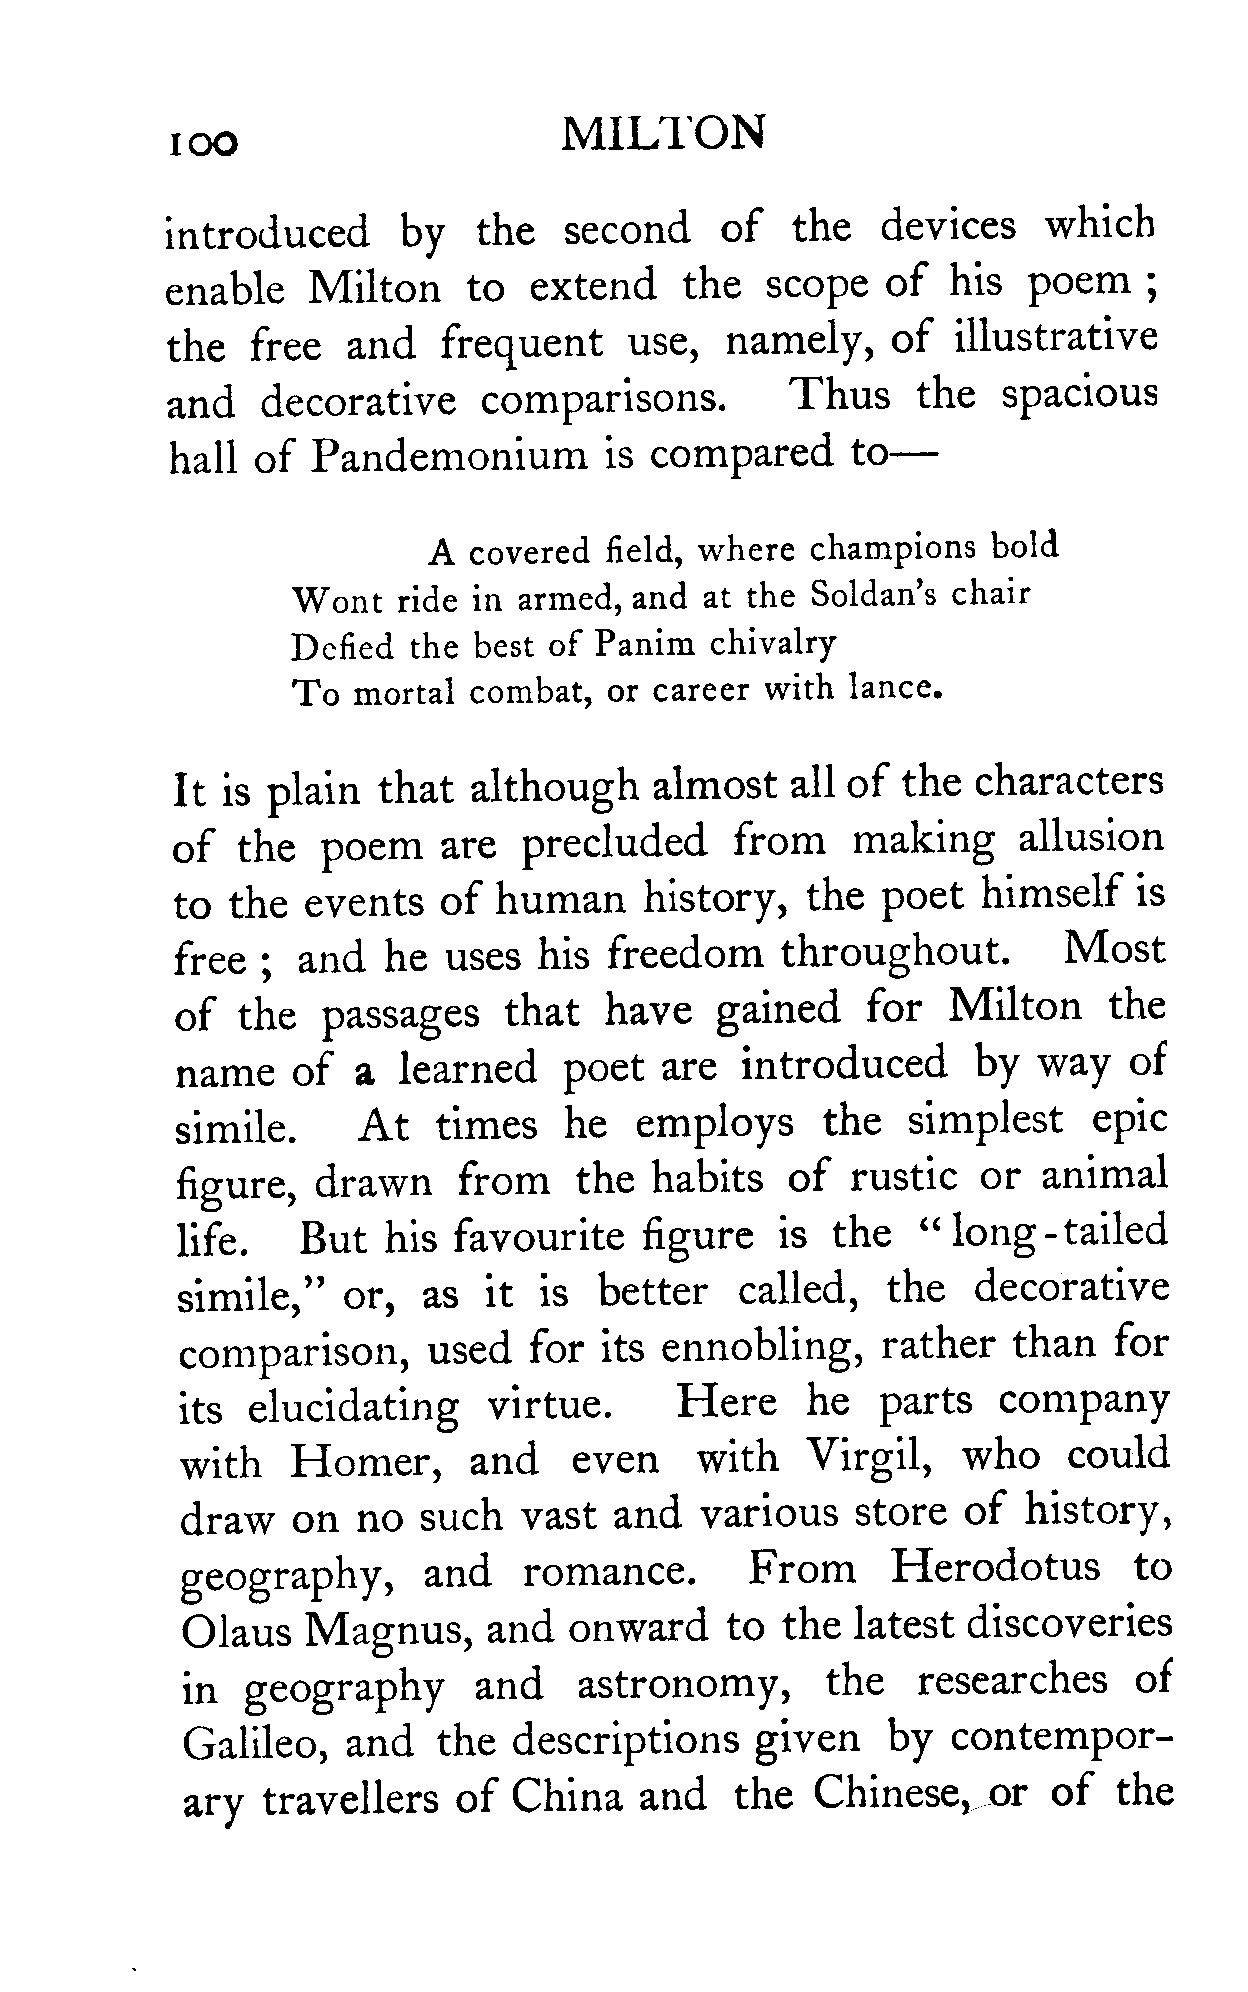 100 MILTON
introduced by the second of the devices which
enable Milton to extend the scope of his poem ;
the free and frequent use, namely, of illustrative
and decorative comparisons. Thus the spacious
hall of Pandemonium is compared to—
A covered field, where champions bold
Wont ride in armed, and at the Soldan's chair
Defied the best of Panim chivalry
To mortal combat, or career with lance.
It is plain that although almost all of the characters
of the poem are precluded from making allusion
to the events of human history, the poet himself is
free ; and he uses his freedom throughout. Most
of the passages that have gained for Milton the
name of a learned poet are introduced by way of
simile. At times he employs the simplest epic
figure, drawn from the habits of rustic or animal
life. But his favourite figure is the “ long-tailed
simile,” or, as it is better called, the decorative
comparison, used for its ennobling, rather than for
its elucidating virtue. Here he parts company
with Homer, and even with Virgil, who could
draw on no such vast and various store of history,
geography, and romance. From Herodotus to
Olaus Magnus, and onward to the latest discoveries
in geography and astronomy, the researches of
Galileo, and the descriptions given by contempor-
ary travellers of China and the Chinese, or of the